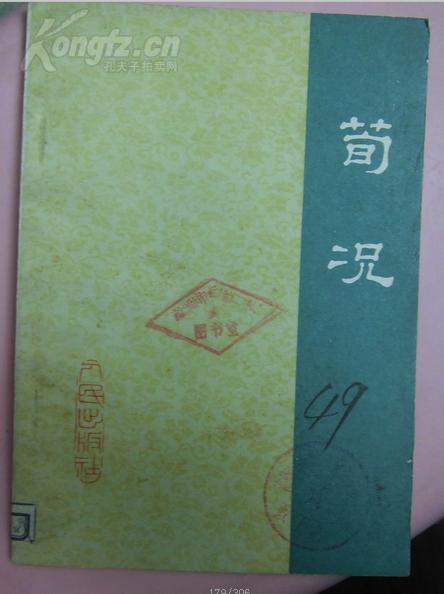 Kongfz.cn
孔夫子拍卖网
荀况
图书室
49
人民出版社
179/306